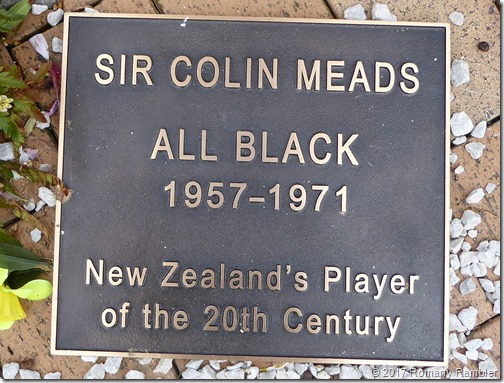 SIR COLIN MEADS
ALL BLACK
1957–1971
New Zealand's Player
of the 20th Century
© 2017 Romany Rambler